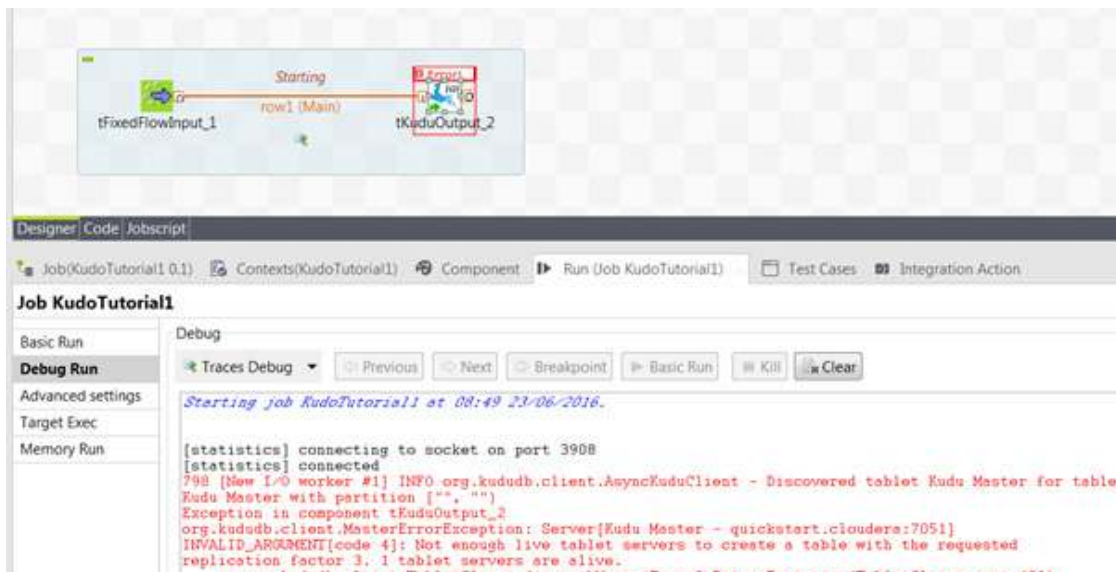 Starting
Error1
row1 (Main)
tFixedFlowInput_1
tKuduOutput_2
Designer Code Jobscript
Job(KudoTutorial1 0.1) Contexts(KudoTutorial1) Component Run (Job KudoTutorial1) Test Cases Integration Action
Job KudoTutorial1
Basic Run
Debug Run
Advanced settings
Target Exec
Memory Run
Debug
Traces Debug Previous Next Breakpoint Basic Run Kill Clear
Starting job KudoTutorial1 at 08:49 23/06/2016.
[statistics] connecting to socket on port 3908
[statistics] connected
798 [New I/O worker #1] INFO org.kududb.client.AsyncKuduClient - Discovered tablet Kudu Master for table
Kudu Master with partition ["", "")
Exception in component tKuduOutput_2
org.kududb.client.MasterErrorException: Server[Kudu Master - quickstart.cloudera:7051]
INVALID_ARGUMENT[code 4]: Not enough live tablet servers to create a table with the requested
replication factor 3. 1 tablet servers are alive.